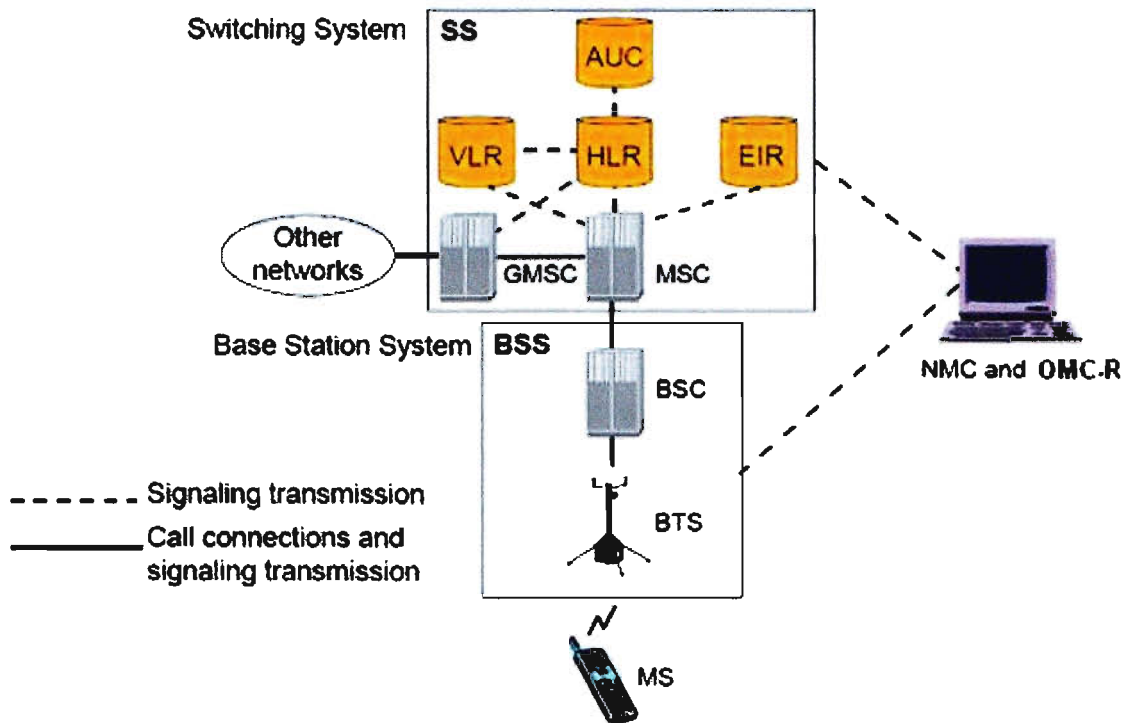 Switching System
SS
AUC
VLR
HLR
EIR
Other
networks
GMSC
MSC
Base Station System
BSS
BSC
NMC and OMC-R
Signaling transmission
BTS
Call connections and
signaling transmission
MS